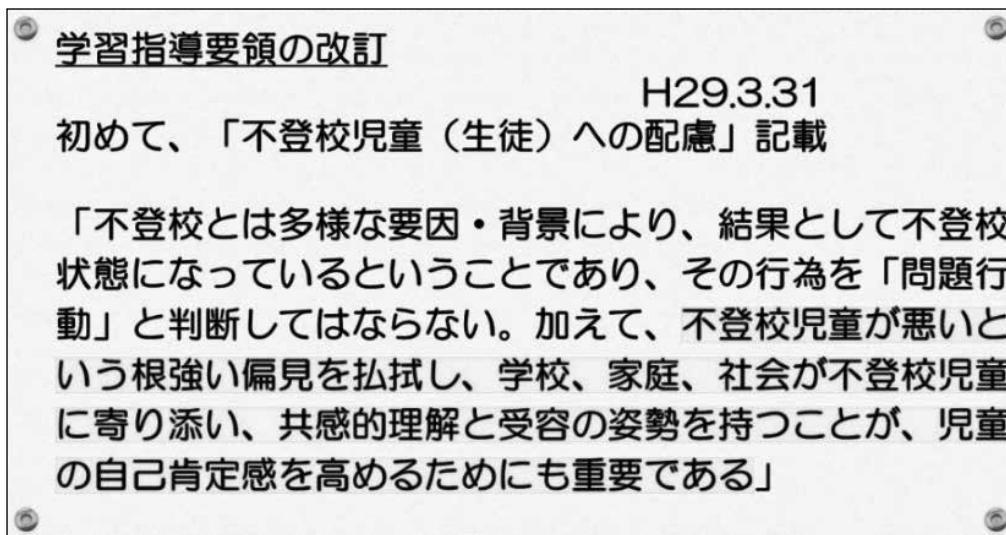 学習指導要領の改訂
H29.3.31
初めて、「不登校児童（生徒）への配慮」記載
「不登校とは多様な要因・背景により、結果として不登校
状態になっているということであり、その行為を「問題行
動」と判断してはならない。加えて、不登校児童が悪いと
いう根強い偏見を払拭し、学校、家庭、社会が不登校児童
に寄り添い、共感的理解と受容の姿勢を持つことが、児童
の自己肯定感を高めるためにも重要である」